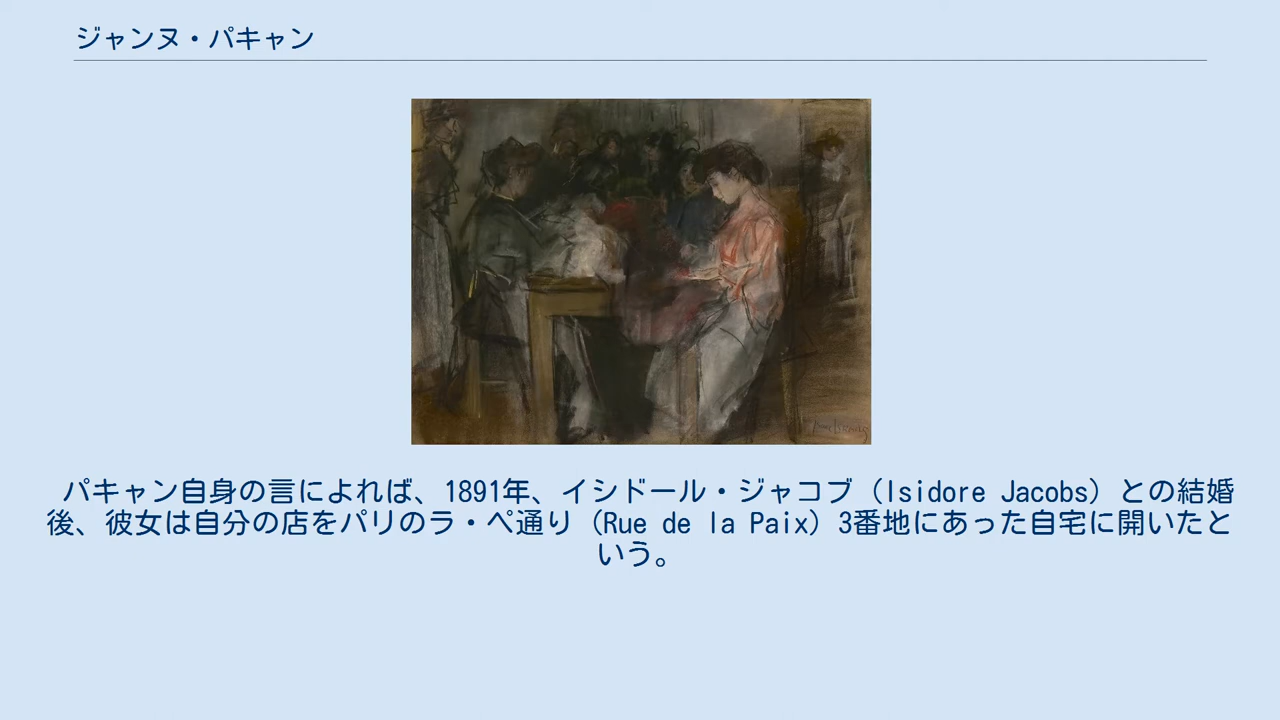 ジャンヌ・パキャン
パキャン自身の言によれば、1891年、イシドール・ジャコブ（Isidore Jacobs）との結婚
後、彼女は自分の店をパリのラ・ペ通り（Rue de la Paix）3番地にあった自宅に開いたと
いう。